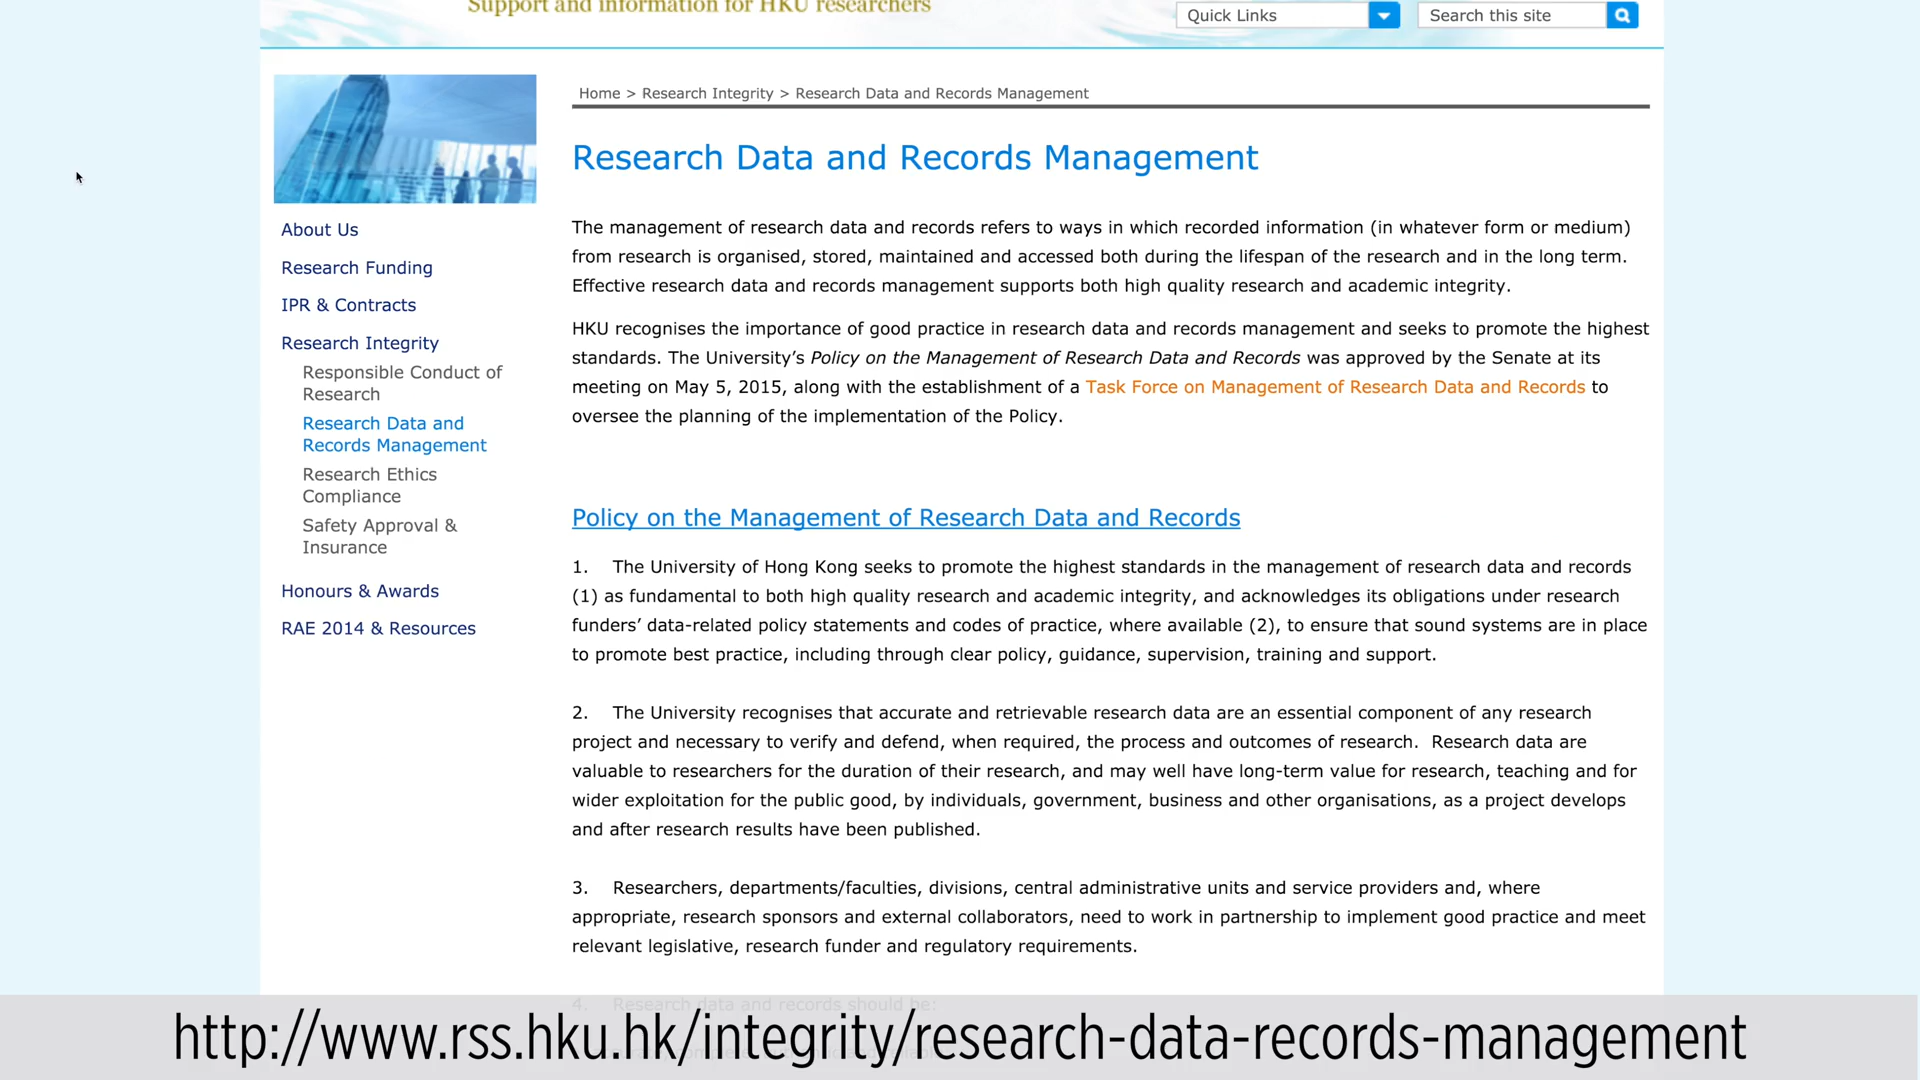 Support and information for HKU researchers
Quick Links
Search this site
Home > Research Integrity > Research Data and Records Management
Research Data and Records Management
About Us
Research Funding
IPR & Contracts
Research Integrity
Responsible Conduct of
Research
Research Data and
Records Management
Research Ethics
Compliance
Safety Approval &
Insurance
Honours & Awards
RAE 2014 & Resources
The management of research data and records refers to ways in which recorded information (in whatever form or medium)
from research is organised, stored, maintained and accessed both during the lifespan of the research and in the long term.
Effective research data and records management supports both high quality research and academic integrity.
HKU recognises the importance of good practice in research data and records management and seeks to promote the highest
standards. The University’s Policy on the Management of Research Data and Records was approved by the Senate at its
meeting on May 5, 2015, along with the establishment of a Task Force on Management of Research Data and Records to
oversee the planning of the implementation of the Policy.
Policy on the Management of Research Data and Records
1. The University of Hong Kong seeks to promote the highest standards in the management of research data and records
(1) as fundamental to both high quality research and academic integrity, and acknowledges its obligations under research
funders’ data-related policy statements and codes of practice, where available (2), to ensure that sound systems are in place
to promote best practice, including through clear policy, guidance, supervision, training and support.
2. The University recognises that accurate and retrievable research data are an essential component of any research
project and necessary to verify and defend, when required, the process and outcomes of research. Research data are
valuable to researchers for the duration of their research, and may well have long-term value for research, teaching and for
wider exploitation for the public good, by individuals, government, business and other organisations, as a project develops
and after research results have been published.
3. Researchers, departments/faculties, divisions, central administrative units and service providers and, where
appropriate, research sponsors and external collaborators, need to work in partnership to implement good practice and meet
relevant legislative, research funder and regulatory requirements.
4. Research data and records should be:
http://www.rss.hku.hk/integrity/research-data-records-management